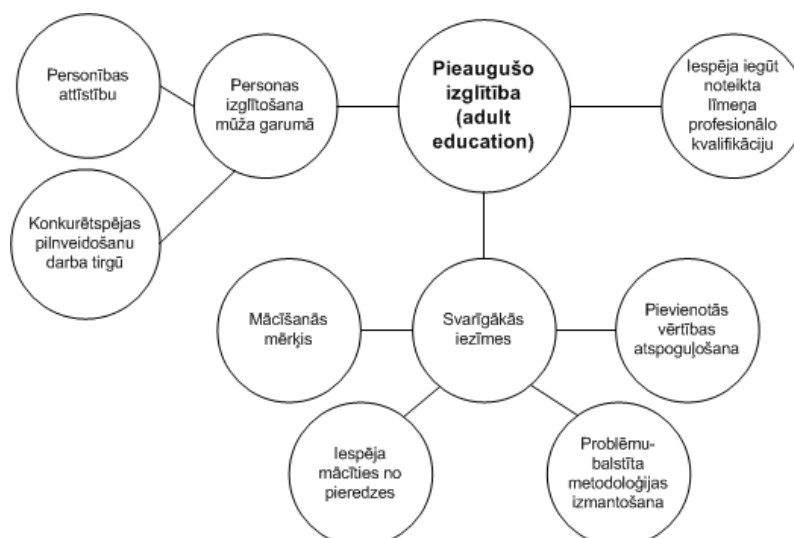 Personības
attīstību
Personas
izglītošana
mūža garumā
Pieaugušo
izglītība
(adult
education)
Iespēja iegūt
noteikta
līmeņa
profesionālo
kvalifikāciju
Konkurētspējas
pilnveidošanu
darba tirgū
Mācīšanās
mērķis
Svarīgākās
iezīmes
Pievienotās
vērtības
atspoguļošana
Iespēja
mācīties no
pieredzes
Problēmu-
balstīta
metodoloģijas
izmantošana